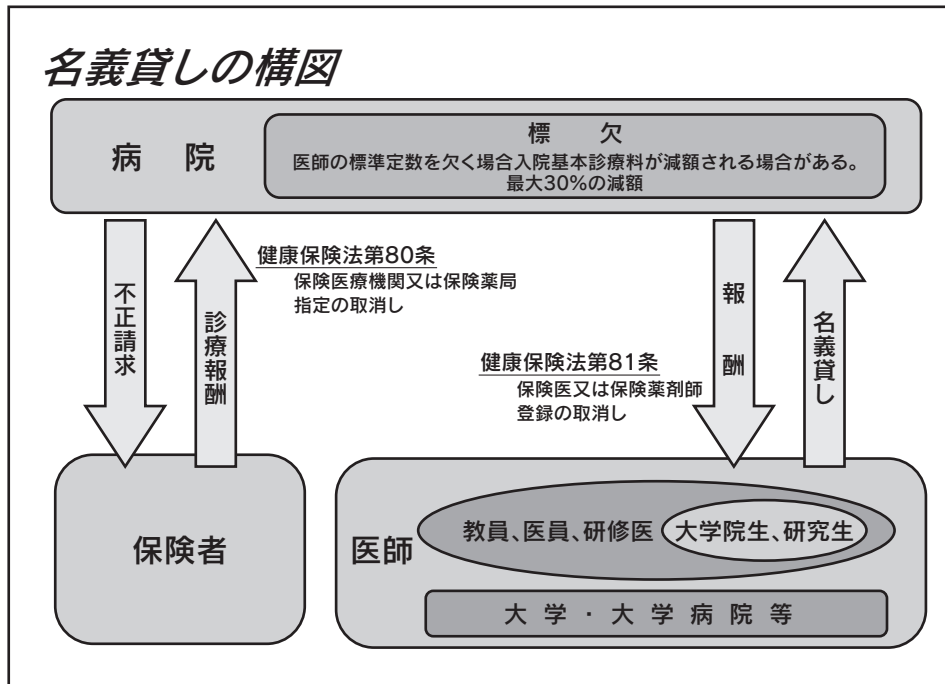 名義貸しの構図
病院
標欠
医師の標準定数を欠く場合入院基本診療料が減額される場合がある。
最大30%の減額
不正請求
診療報酬
健康保険法第80条
保険医療機関又は保険薬局
指定の取消し
健康保険法第81条
保険医又は保険薬剤師
登録の取消し
報酬
名義貸し
保険者
医師
教員、医員、研修医
大学院生、研究生
大学・大学病院等